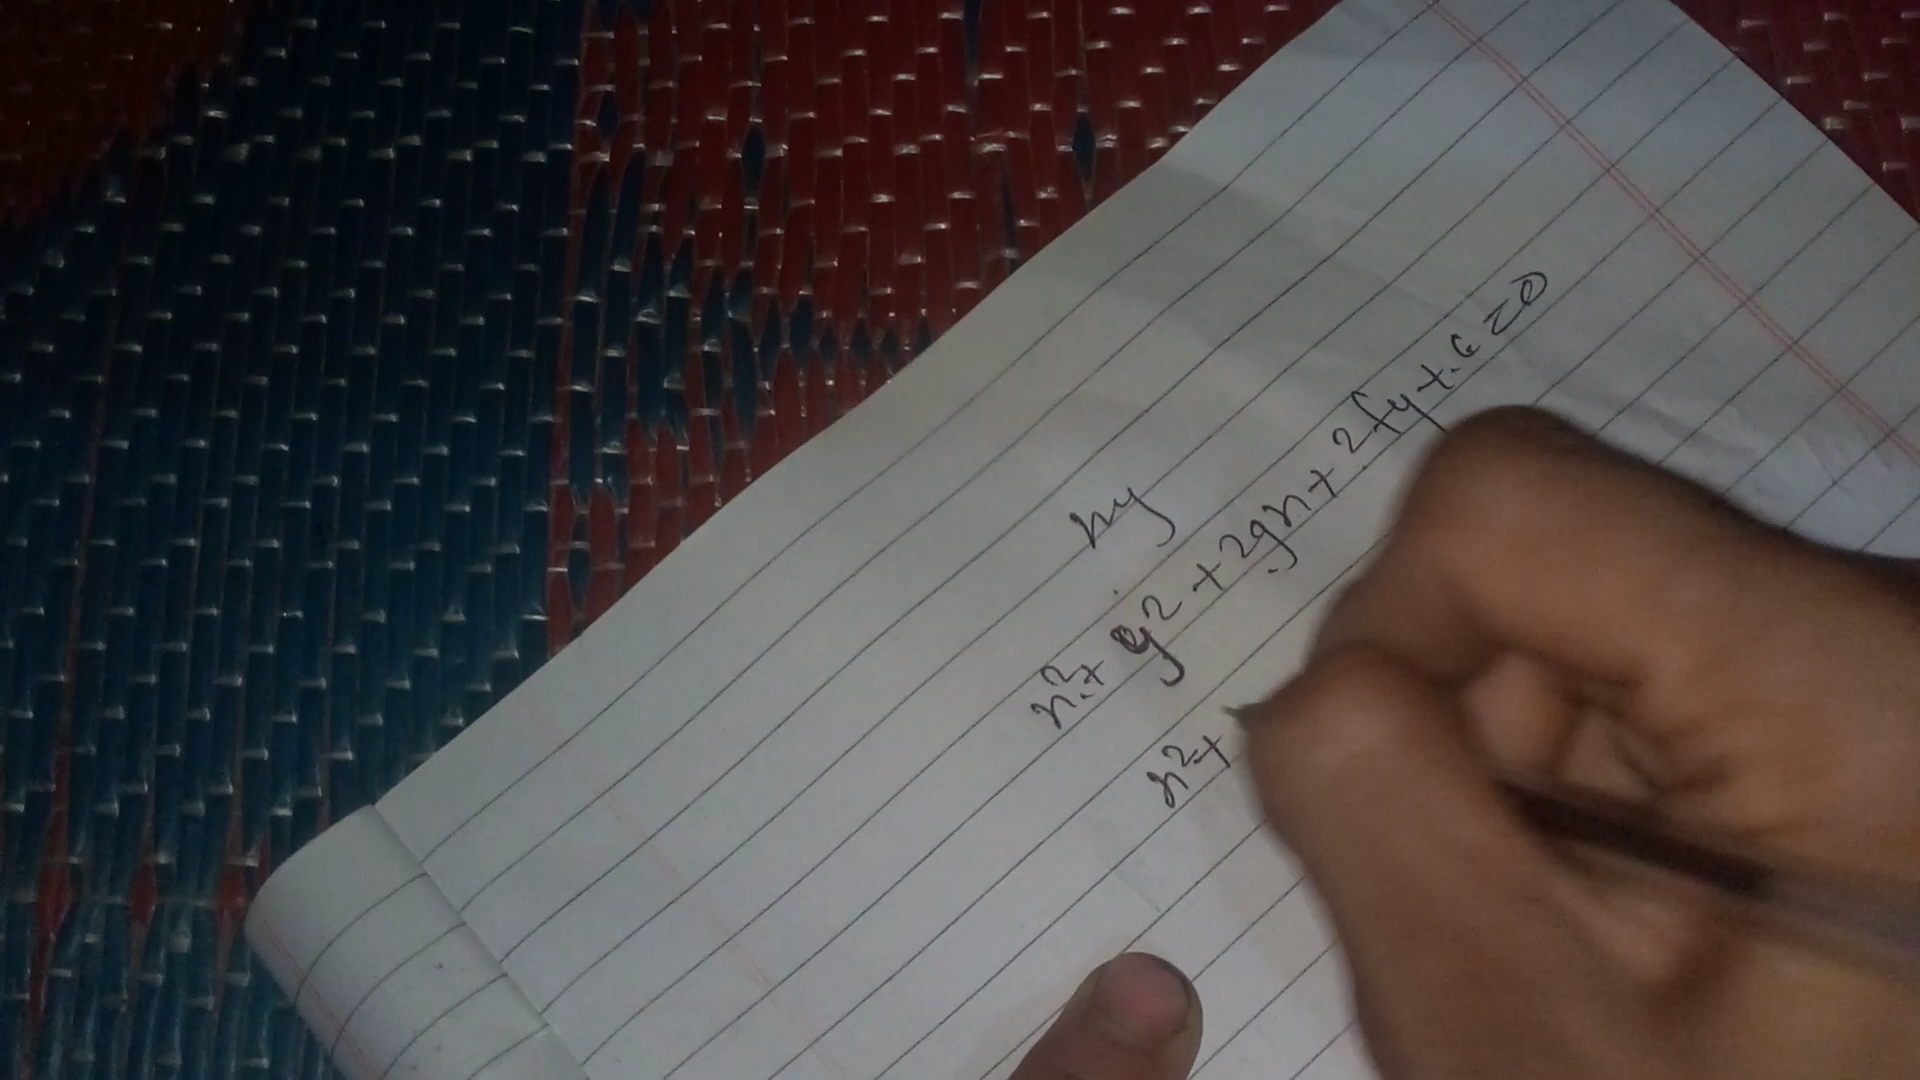 xy
x²+ y² + 2gx + 2fy + c = 0
x² +